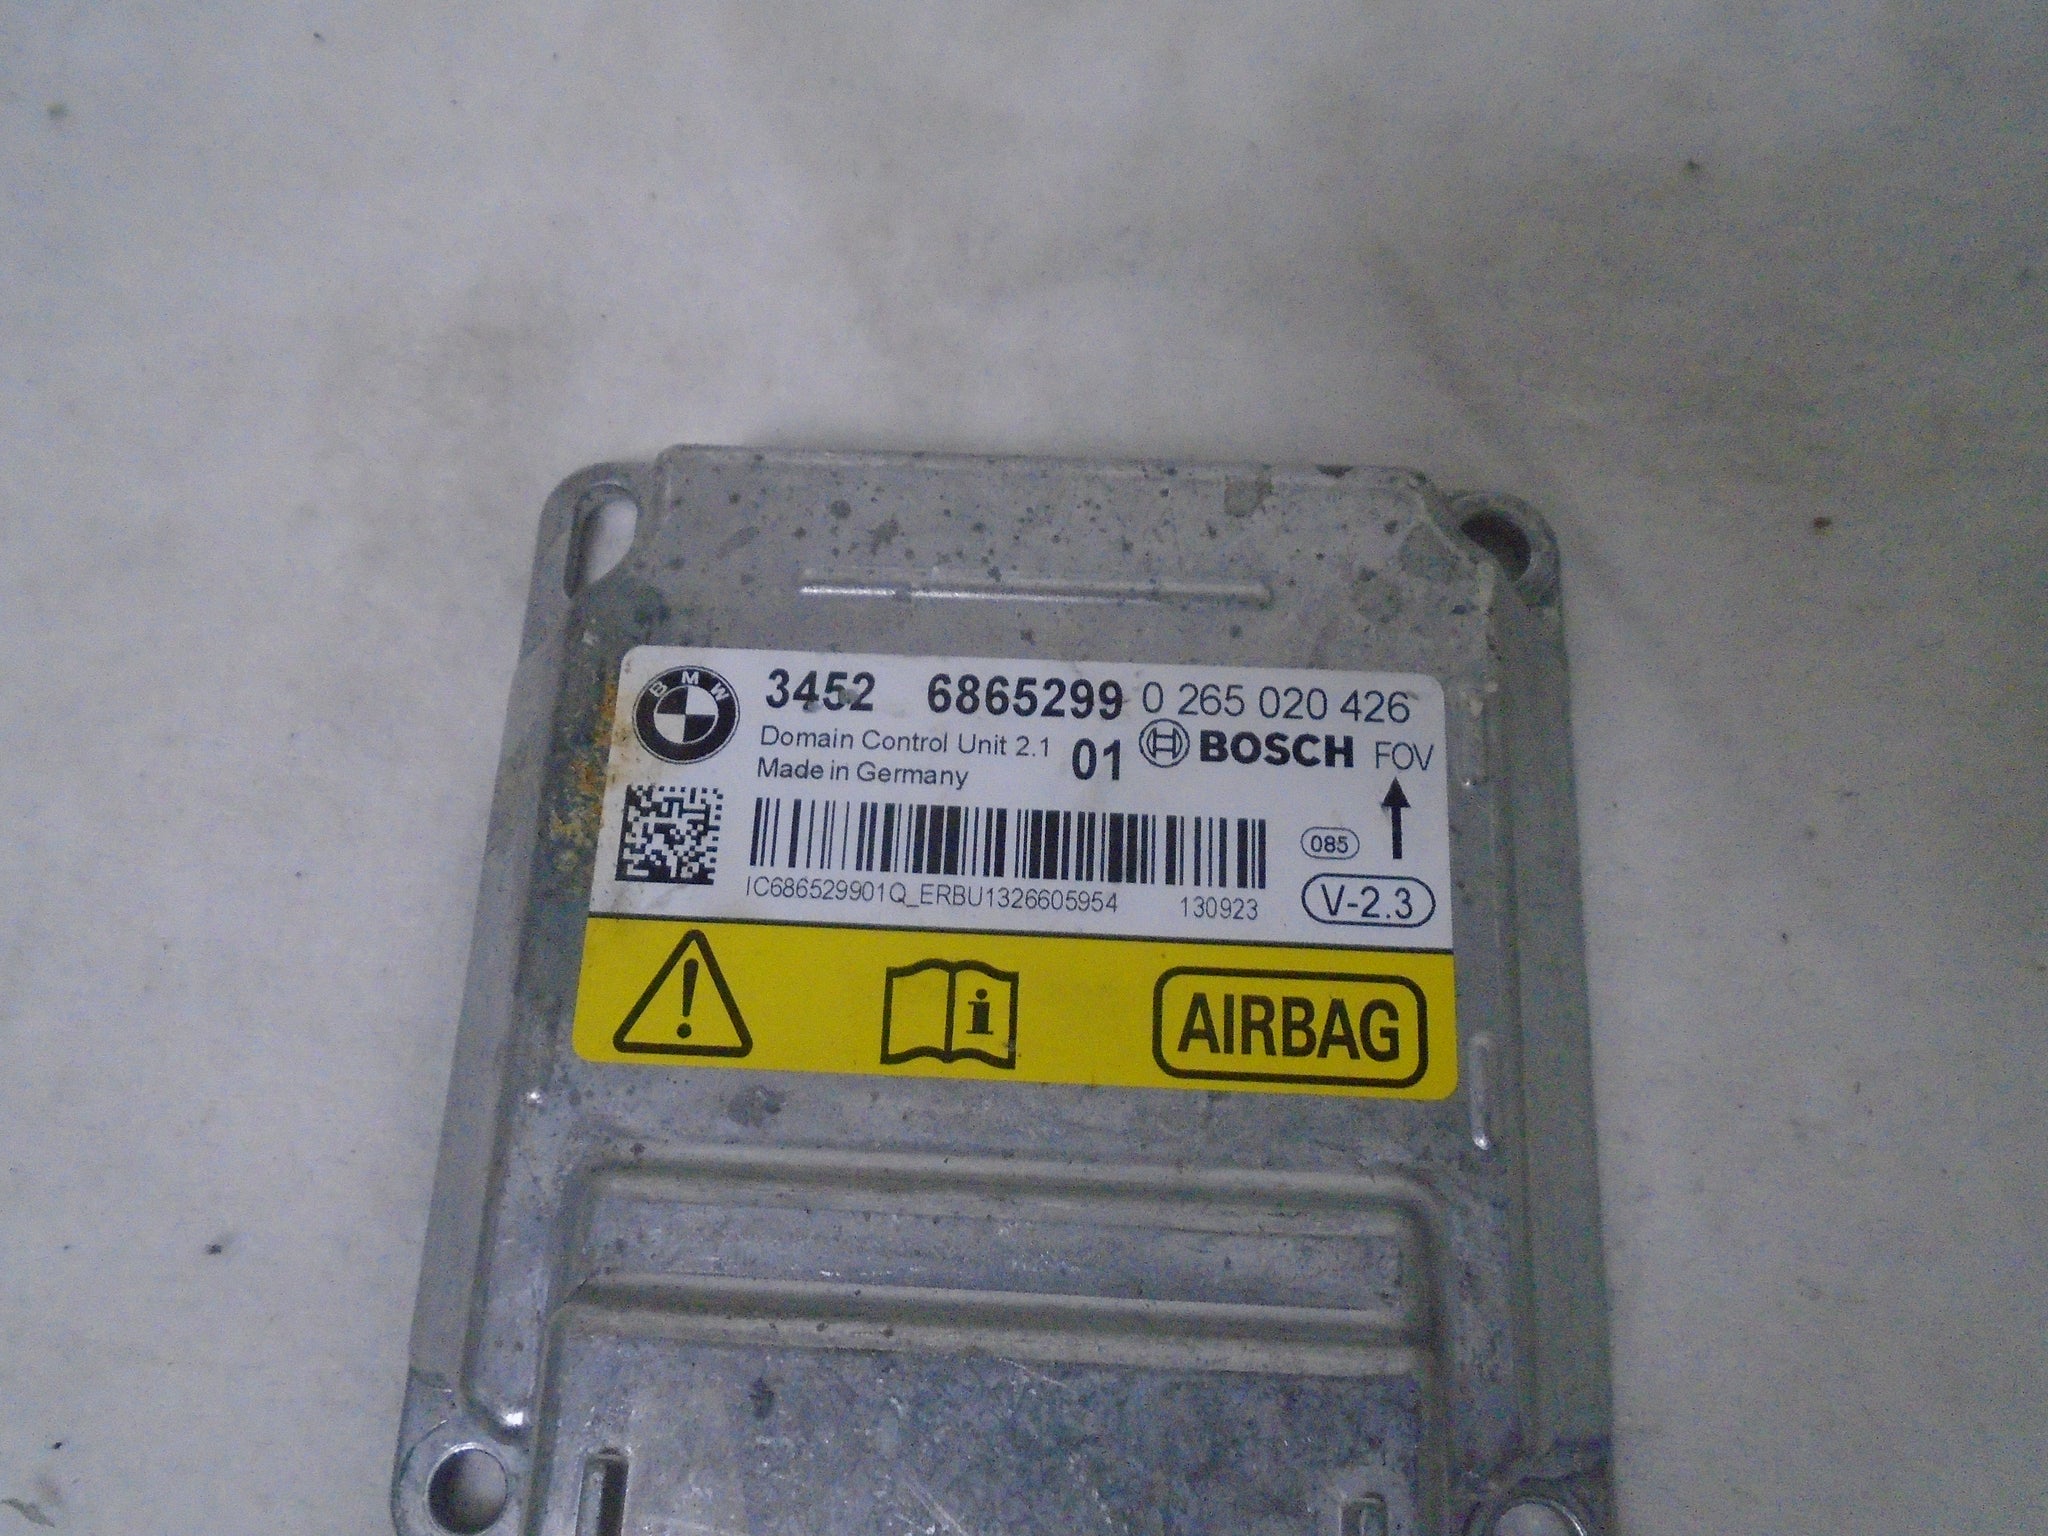 BMW
3452 6865299 0 265 020 426
Domain Control Unit 2.1 01 BOSCH FOV
Made in Germany
085
IC686529901Q_ERBU1326605954 130923
V-2.3
AIRBAG